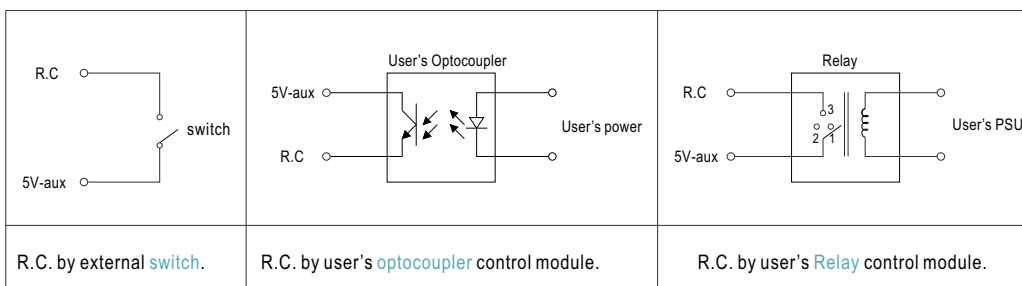 R.C
switch
5V-aux
User's Optocoupler
5V-aux
R.C
User's power
Relay
R.C
3
2 1
5V-aux
User's PSU
R.C. by external switch.
R.C. by user's optocoupler control module.
R.C. by user's Relay control module.